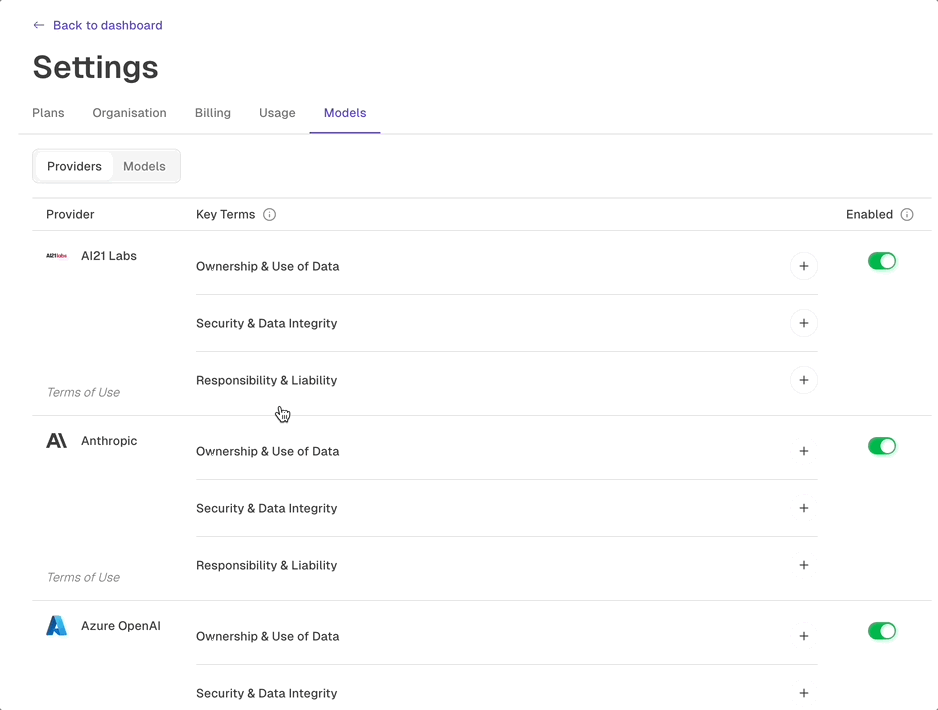 Back to dashboard
Settings
Plans Organisation Billing Usage Models
Providers Models
Provider Key Terms Enabled
AI21labs AI21 Labs
Ownership & Use of Data
Security & Data Integrity
Responsibility & Liability
Terms of Use
Anthropic
Ownership & Use of Data
Security & Data Integrity
Responsibility & Liability
Terms of Use
Azure OpenAI
Ownership & Use of Data
Security & Data Integrity